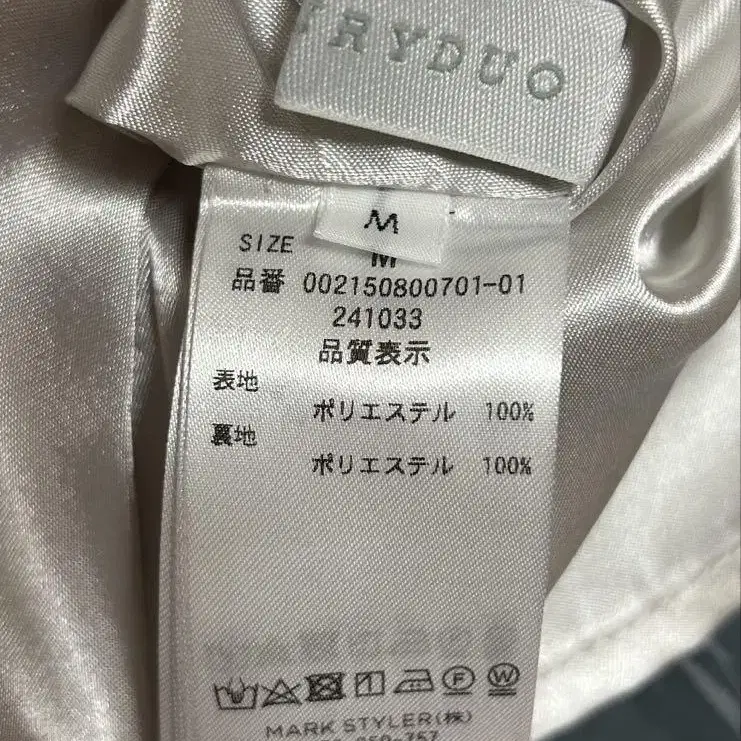 RYDUO
M
SIZE M
品番 002150800701-01
241033
品質表示
表地
ポリエステル 100%
裏地
ポリエステル 100%
MARK STYLER(株)